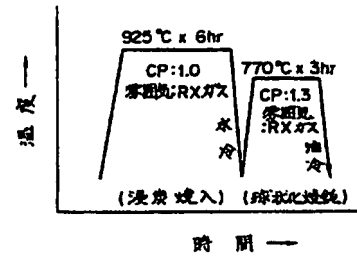 925℃ x 6hr
CP:1.0
雰囲気:RXガス
水冷
770℃ x 3hr
CP:1.3
雰囲気
:RXガス
油冷
温度→
(浸炭焼入)
(球状化焼鈍)
時間→